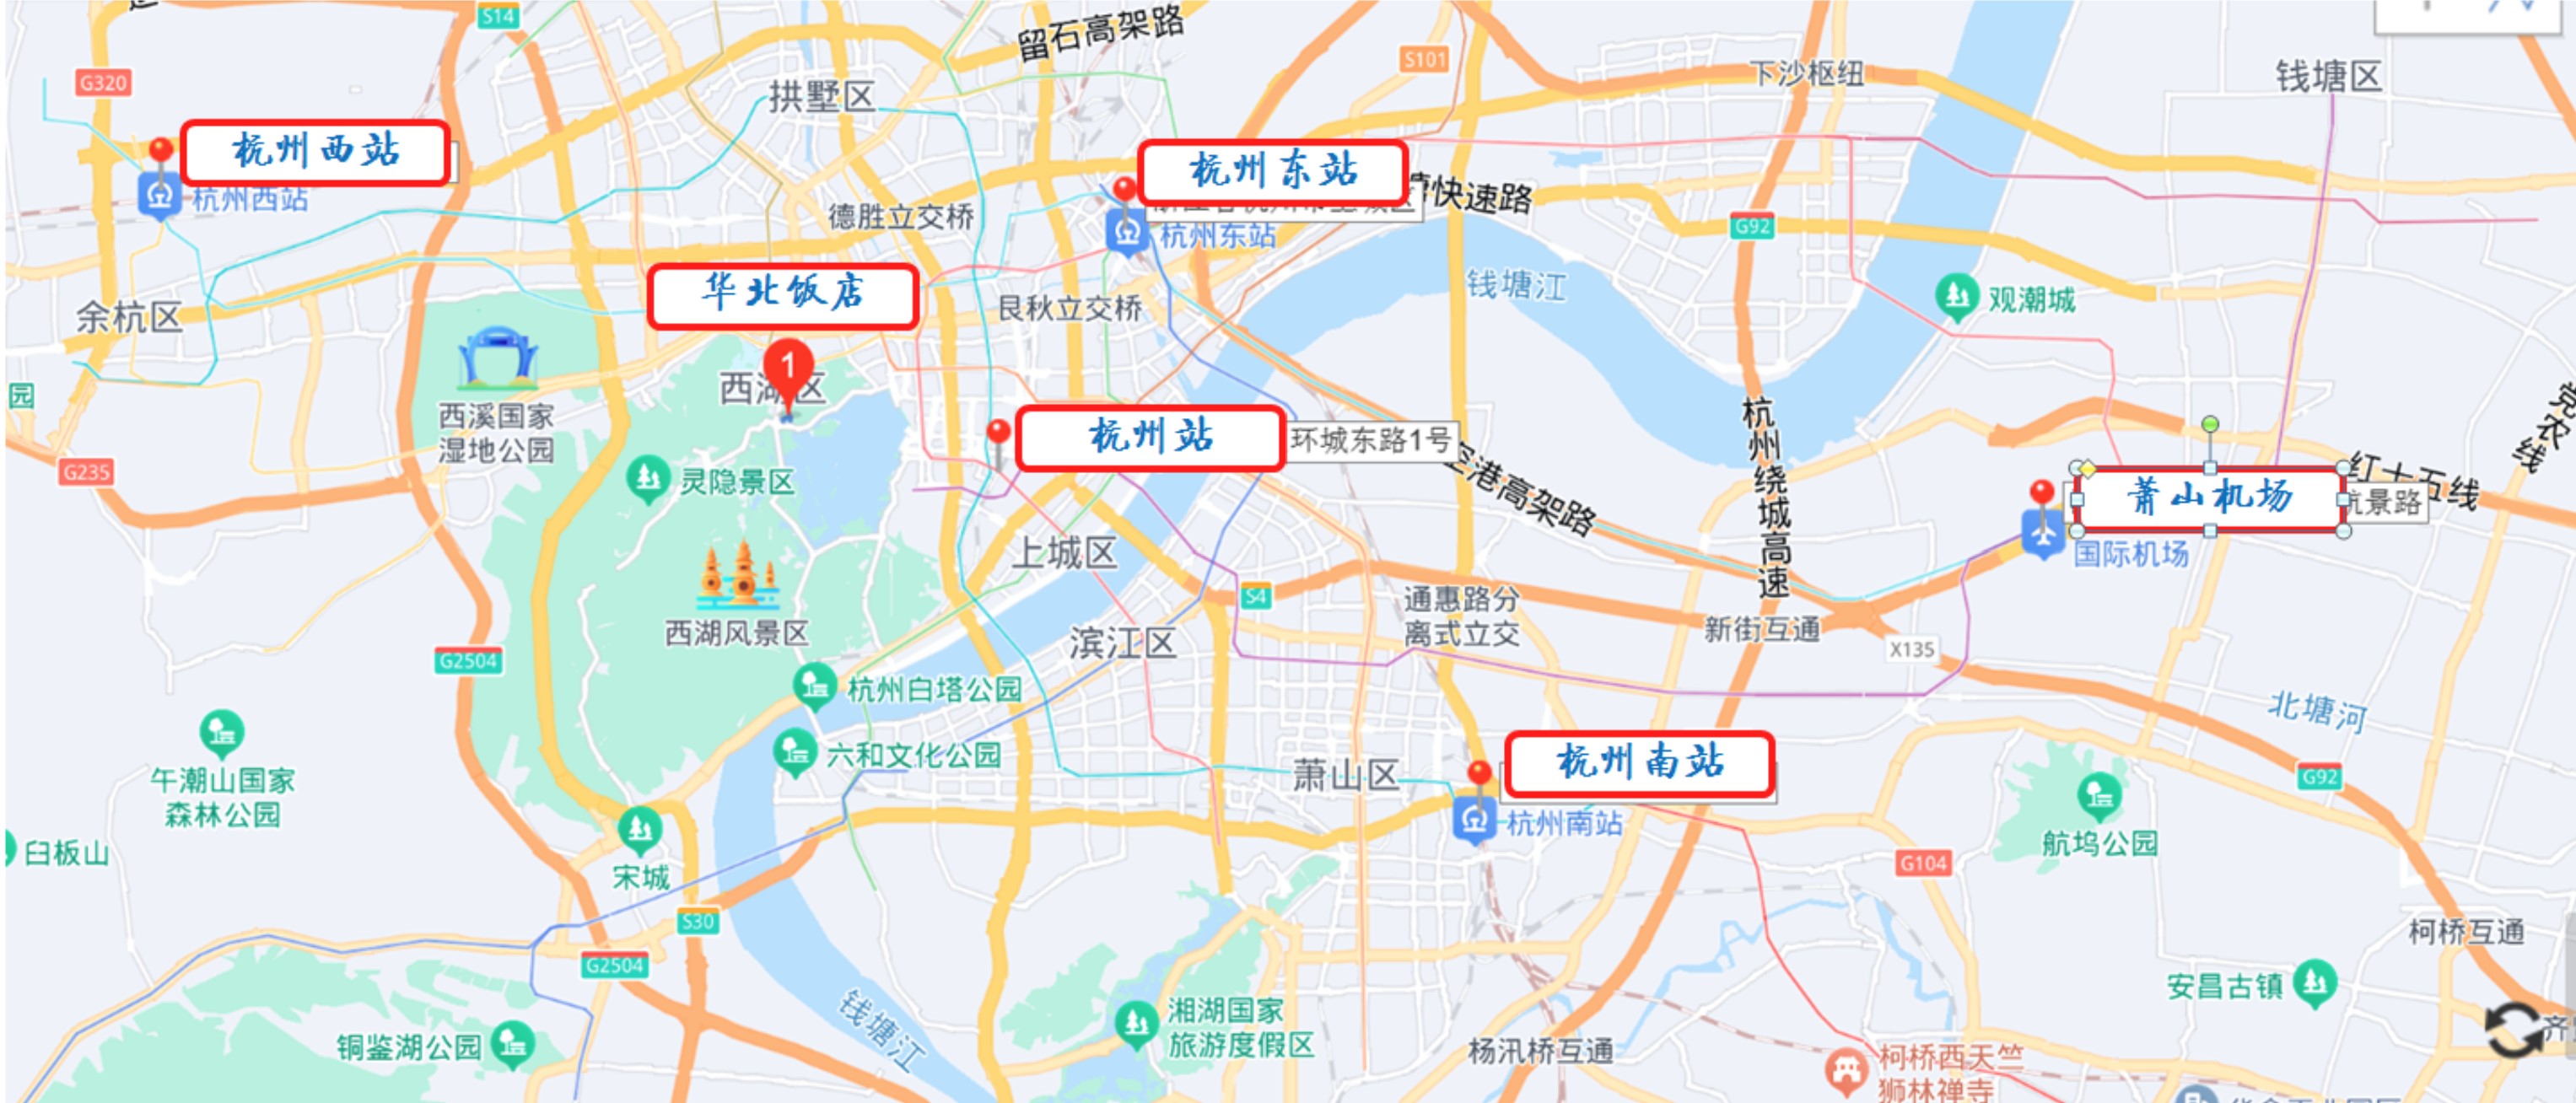 S14
留石高架路
S101
G320
拱墅区
下沙枢纽
钱塘区
杭州西站
杭州西站
杭州东站
快速路
德胜立交桥
杭州东站
G92
华北饭店
钱塘江
艮秋立交桥
观潮城
余杭区
1
西湖区
园
西溪国家
湿地公园
杭州站
环城东路1号
杭州绕城高速
党农线
G235
灵隐景区
空港高架路
萧山机场
红十五线
航景路
国际机场
上城区
S4
通惠路分
离式立交
西湖风景区
滨江区
新街互通
X135
G2504
杭州白塔公园
北塘河
六和文化公园
午潮山国家
森林公园
萧山区
杭州南站
杭州南站
G92
航坞公园
臼板山
宋城
G104
S30
柯桥互通
G2504
安昌古镇
钱塘江
湘湖国家
旅游度假区
铜鉴湖公园
杨汛桥互通
柯桥西天竺
狮林禅寺
齐